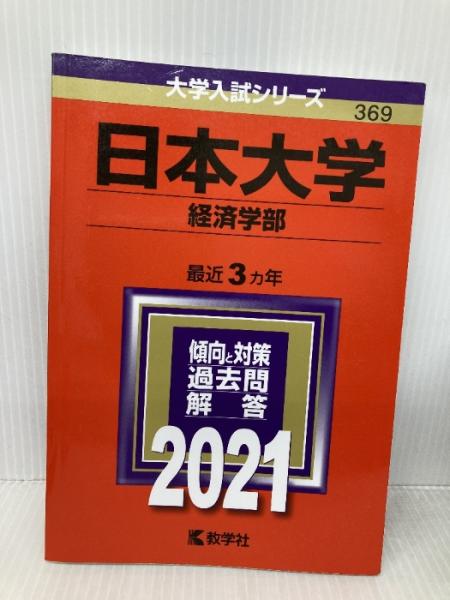 大学入試シリーズ
369
日本大学
経済学部
最近3ヵ年
傾向と対策
過去問
解答
2021
教学社